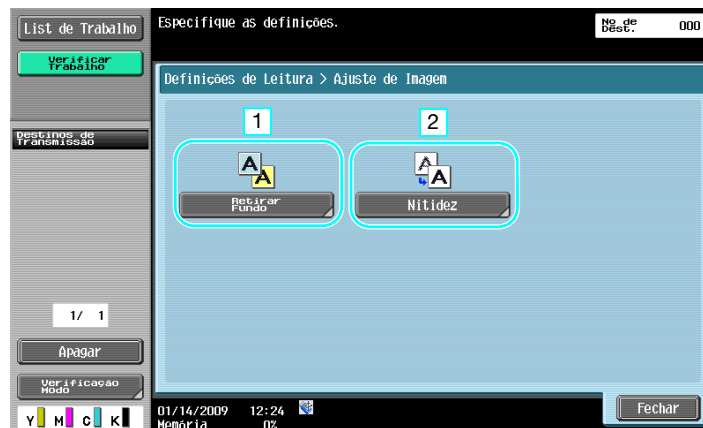 List de Trabalho
Verificar
Trabalho
Destinos de
Transmissão
1/ 1
Apagar
Verificação
Modo
Y M C K
Especifique as definições.
No de
Dest. 000
Definições de Leitura > Ajuste de Imagem
1
2
A
A
A
A
Retirar
Fundo
Nitidez
01/14/2009 12:24
Memória 0%
Fechar